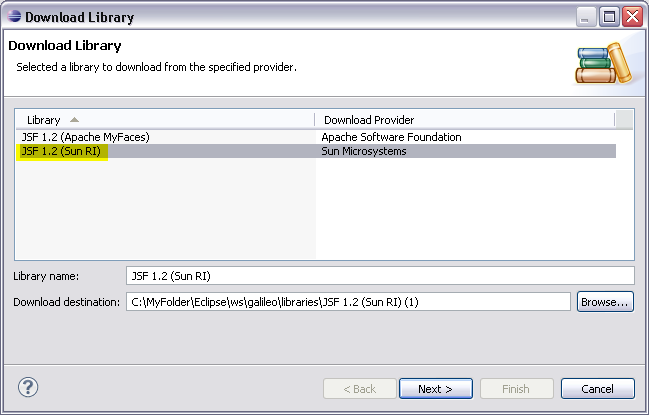 Download Library
Download Library
Selected a library to download from the specified provider.
Library Download Provider
JSF 1.2 (Apache MyFaces) Apache Software Foundation
JSF 1.2 (Sun RI) Sun Microsystems
Library name: JSF 1.2 (Sun RI)
Download destination: C:\MyFolder\Eclipse\ws\galileo\libraries\JSF 1.2 (Sun RI) (1) Browse...
? < Back Next > Finish Cancel